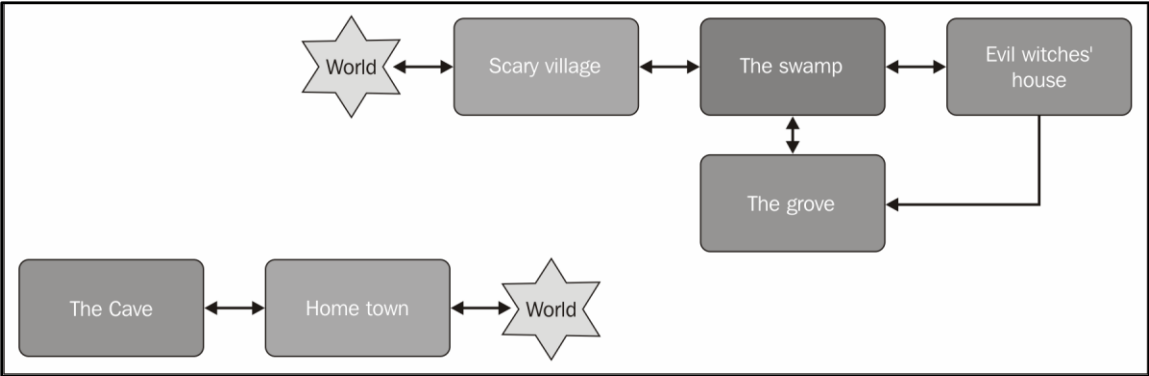 World
Scary village
The swamp
Evil witches'
house
The grove
The Cave
Home town
World